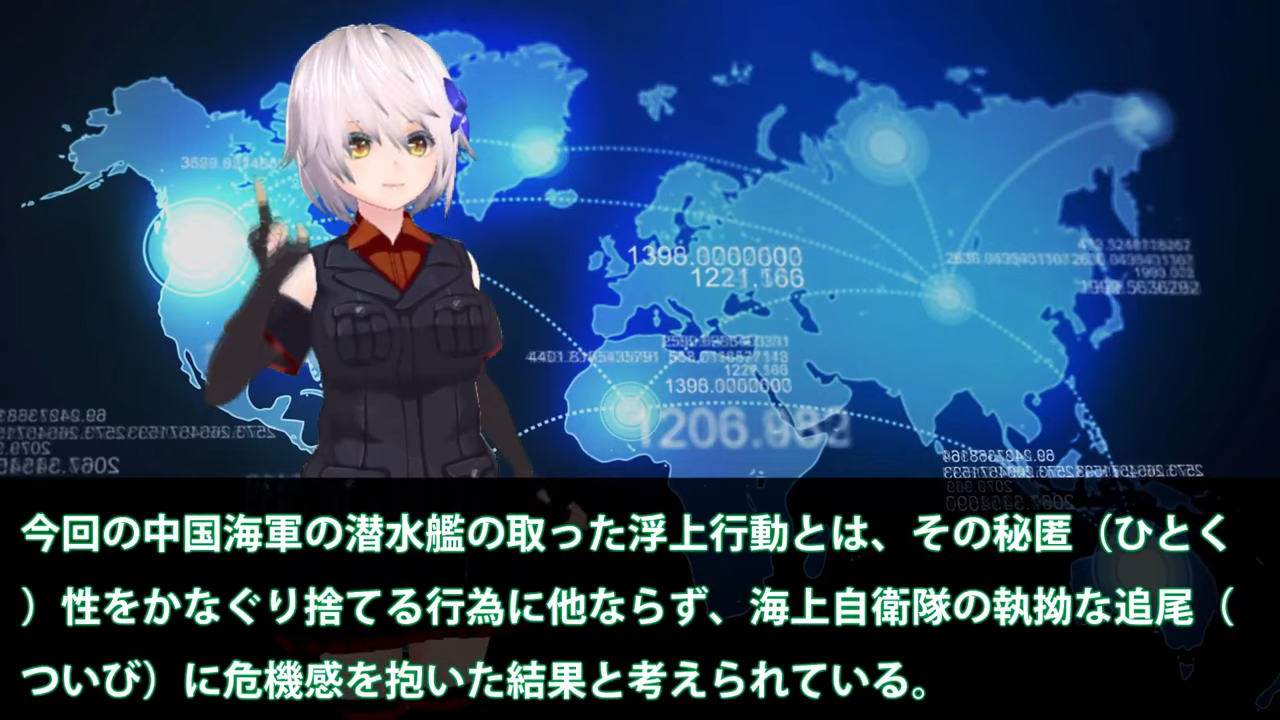 3629.931484
1398.0000000
1221.166
1398.0000000
1206.982
今回の中国海軍の潜水艦の取った浮上行動とは、その秘匿（ひとく
）性をかなぐり捨てる行為に他ならず、海上自衛隊の執拗な追尾（
ついび）に危機感を抱いた結果と考えられている。